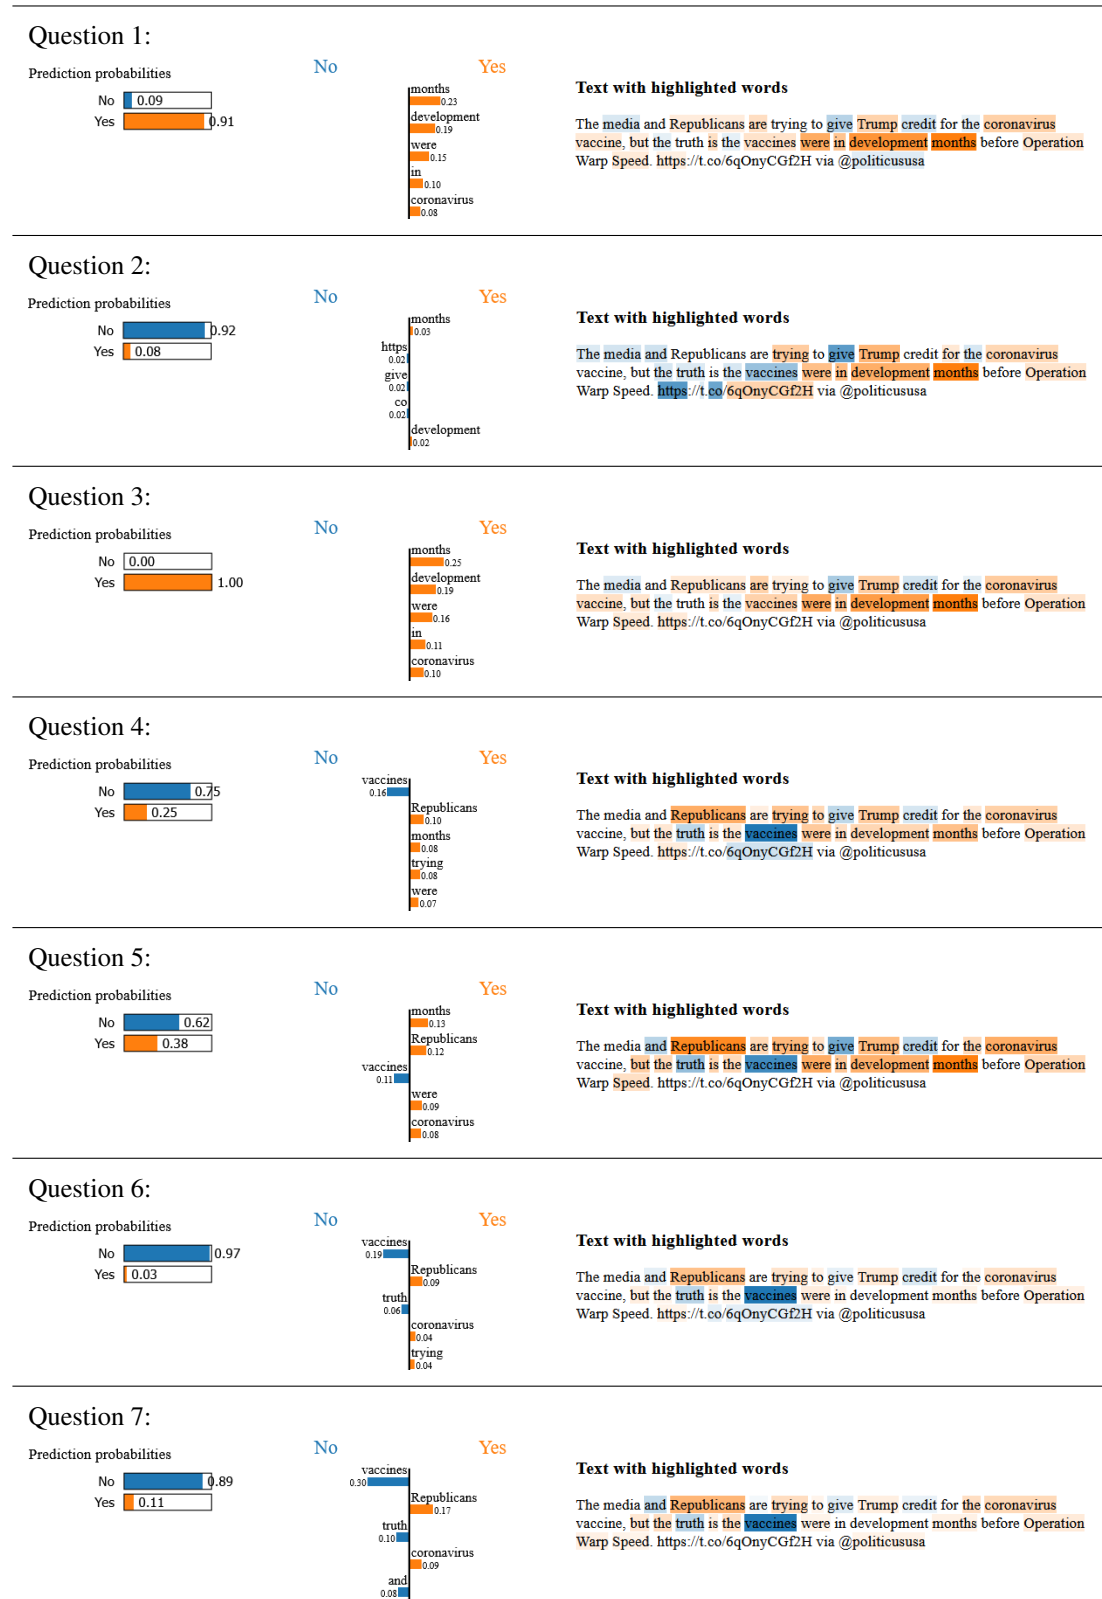 Question 1:
Prediction probabilities
No 0.09
Yes 0.91
No Yes
months
0.23
development
0.19
were
0.15
in
0.10
coronavirus
0.08
Text with highlighted words
The media and Republicans are trying to give Trump credit for the coronavirus
vaccine, but the truth is the vaccines were in development months before Operation
Warp Speed. https://t.co/6qOnyCGf2H via @politicususa
Question 2:
Prediction probabilities
No 0.92
Yes 0.08
No Yes
months
0.03
https
0.02
give
0.02
co
0.02
development
0.02
Text with highlighted words
The media and Republicans are trying to give Trump credit for the coronavirus
vaccine, but the truth is the vaccines were in development months before Operation
Warp Speed. https://t.co/6qOnyCGf2H via @politicususa
Question 3:
Prediction probabilities
No 0.00
Yes 1.00
No Yes
months
0.25
development
0.19
were
0.16
in
0.11
coronavirus
0.10
Text with highlighted words
The media and Republicans are trying to give Trump credit for the coronavirus
vaccine, but the truth is the vaccines were in development months before Operation
Warp Speed. https://t.co/6qOnyCGf2H via @politicususa
Question 4:
Prediction probabilities
No 0.75
Yes 0.25
No Yes
vaccines
0.16
Republicans
0.10
months
0.08
trying
0.08
were
0.07
Text with highlighted words
The media and Republicans are trying to give Trump credit for the coronavirus
vaccine, but the truth is the vaccines were in development months before Operation
Warp Speed. https://t.co/6qOnyCGf2H via @politicususa
Question 5:
Prediction probabilities
No 0.62
Yes 0.38
No Yes
months
0.13
Republicans
0.12
vaccines
0.11
were
0.09
coronavirus
0.08
Text with highlighted words
The media and Republicans are trying to give Trump credit for the coronavirus
vaccine, but the truth is the vaccines were in development months before Operation
Warp Speed. https://t.co/6qOnyCGf2H via @politicususa
Question 6:
Prediction probabilities
No 0.97
Yes 0.03
No Yes
vaccines
0.19
Republicans
0.09
truth
0.06
coronavirus
0.04
trying
0.04
Text with highlighted words
The media and Republicans are trying to give Trump credit for the coronavirus
vaccine, but the truth is the vaccines were in development months before Operation
Warp Speed. https://t.co/6qOnyCGf2H via @politicususa
Question 7:
Prediction probabilities
No 0.89
Yes 0.11
No Yes
vaccines
0.30
Republicans
0.17
truth
0.10
coronavirus
0.09
and
0.08
Text with highlighted words
The media and Republicans are trying to give Trump credit for the coronavirus
vaccine, but the truth is the vaccines were in development months before Operation
Warp Speed. https://t.co/6qOnyCGf2H via @politicususa